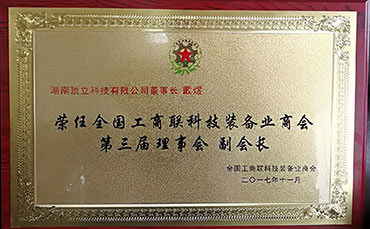 湖南顶立科技有限公司董事长/戴煜
荣任全国工商联科技装备业商会
第三届理事会 副会长
全国工商联科技装备业商会
二〇一七年十一月